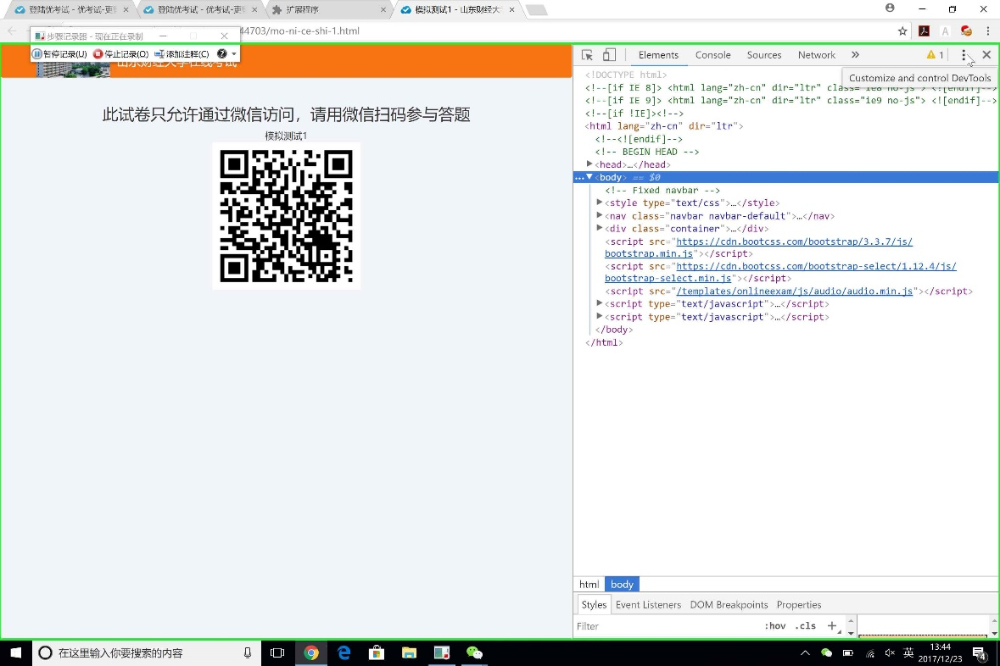 登陆优考试 - 优考试-更
登陆优考试 - 优考试-更
扩展程序
模拟测试1 - 山东财经大
步骤记录器 - 现在正在录制
44703/mo-ni-ce-shi-1.html
暂停记录(U)
停止记录(O)
添加注释(C)
山东财经大学在线考试
Elements
Console
Sources
Network
»
1
Customize and control DevTools
此试卷只允许通过微信访问，请用微信扫码参与答题
模拟测试1
<!DOCTYPE html>
<!--[if IE 8]> <html lang="zh-cn" dir="ltr" class="ie8 no-js"> <![endif]-->
<!--[if IE 9]> <html lang="zh-cn" dir="ltr" class="ie9 no-js"> <![endif]-->
<!--[if !IE]><!-->
<html lang="zh-cn" dir="ltr">
<!--<![endif]-->
<!-- BEGIN HEAD -->
<head>…</head>
…<body> == $0
<!-- Fixed navbar -->
<style type="text/css">…</style>
<nav class="navbar navbar-default">…</nav>
<div class="container">…</div>
<script src="https://cdn.bootcss.com/bootstrap/3.3.7/js/
bootstrap.min.js"></script>
<script src="https://cdn.bootcss.com/bootstrap-select/1.12.4/js/
bootstrap-select.min.js"></script>
<script src="/templates/onlineexam/js/audio/audio.min.js"></script>
<script type="text/javascript">…</script>
<script type="text/javascript">…</script>
</body>
</html>
html
body
Styles
Event Listeners
DOM Breakpoints
Properties
Filter
:hov
.cls
+
在这里输入你要搜索的内容
英
13:44
2017/12/23
4